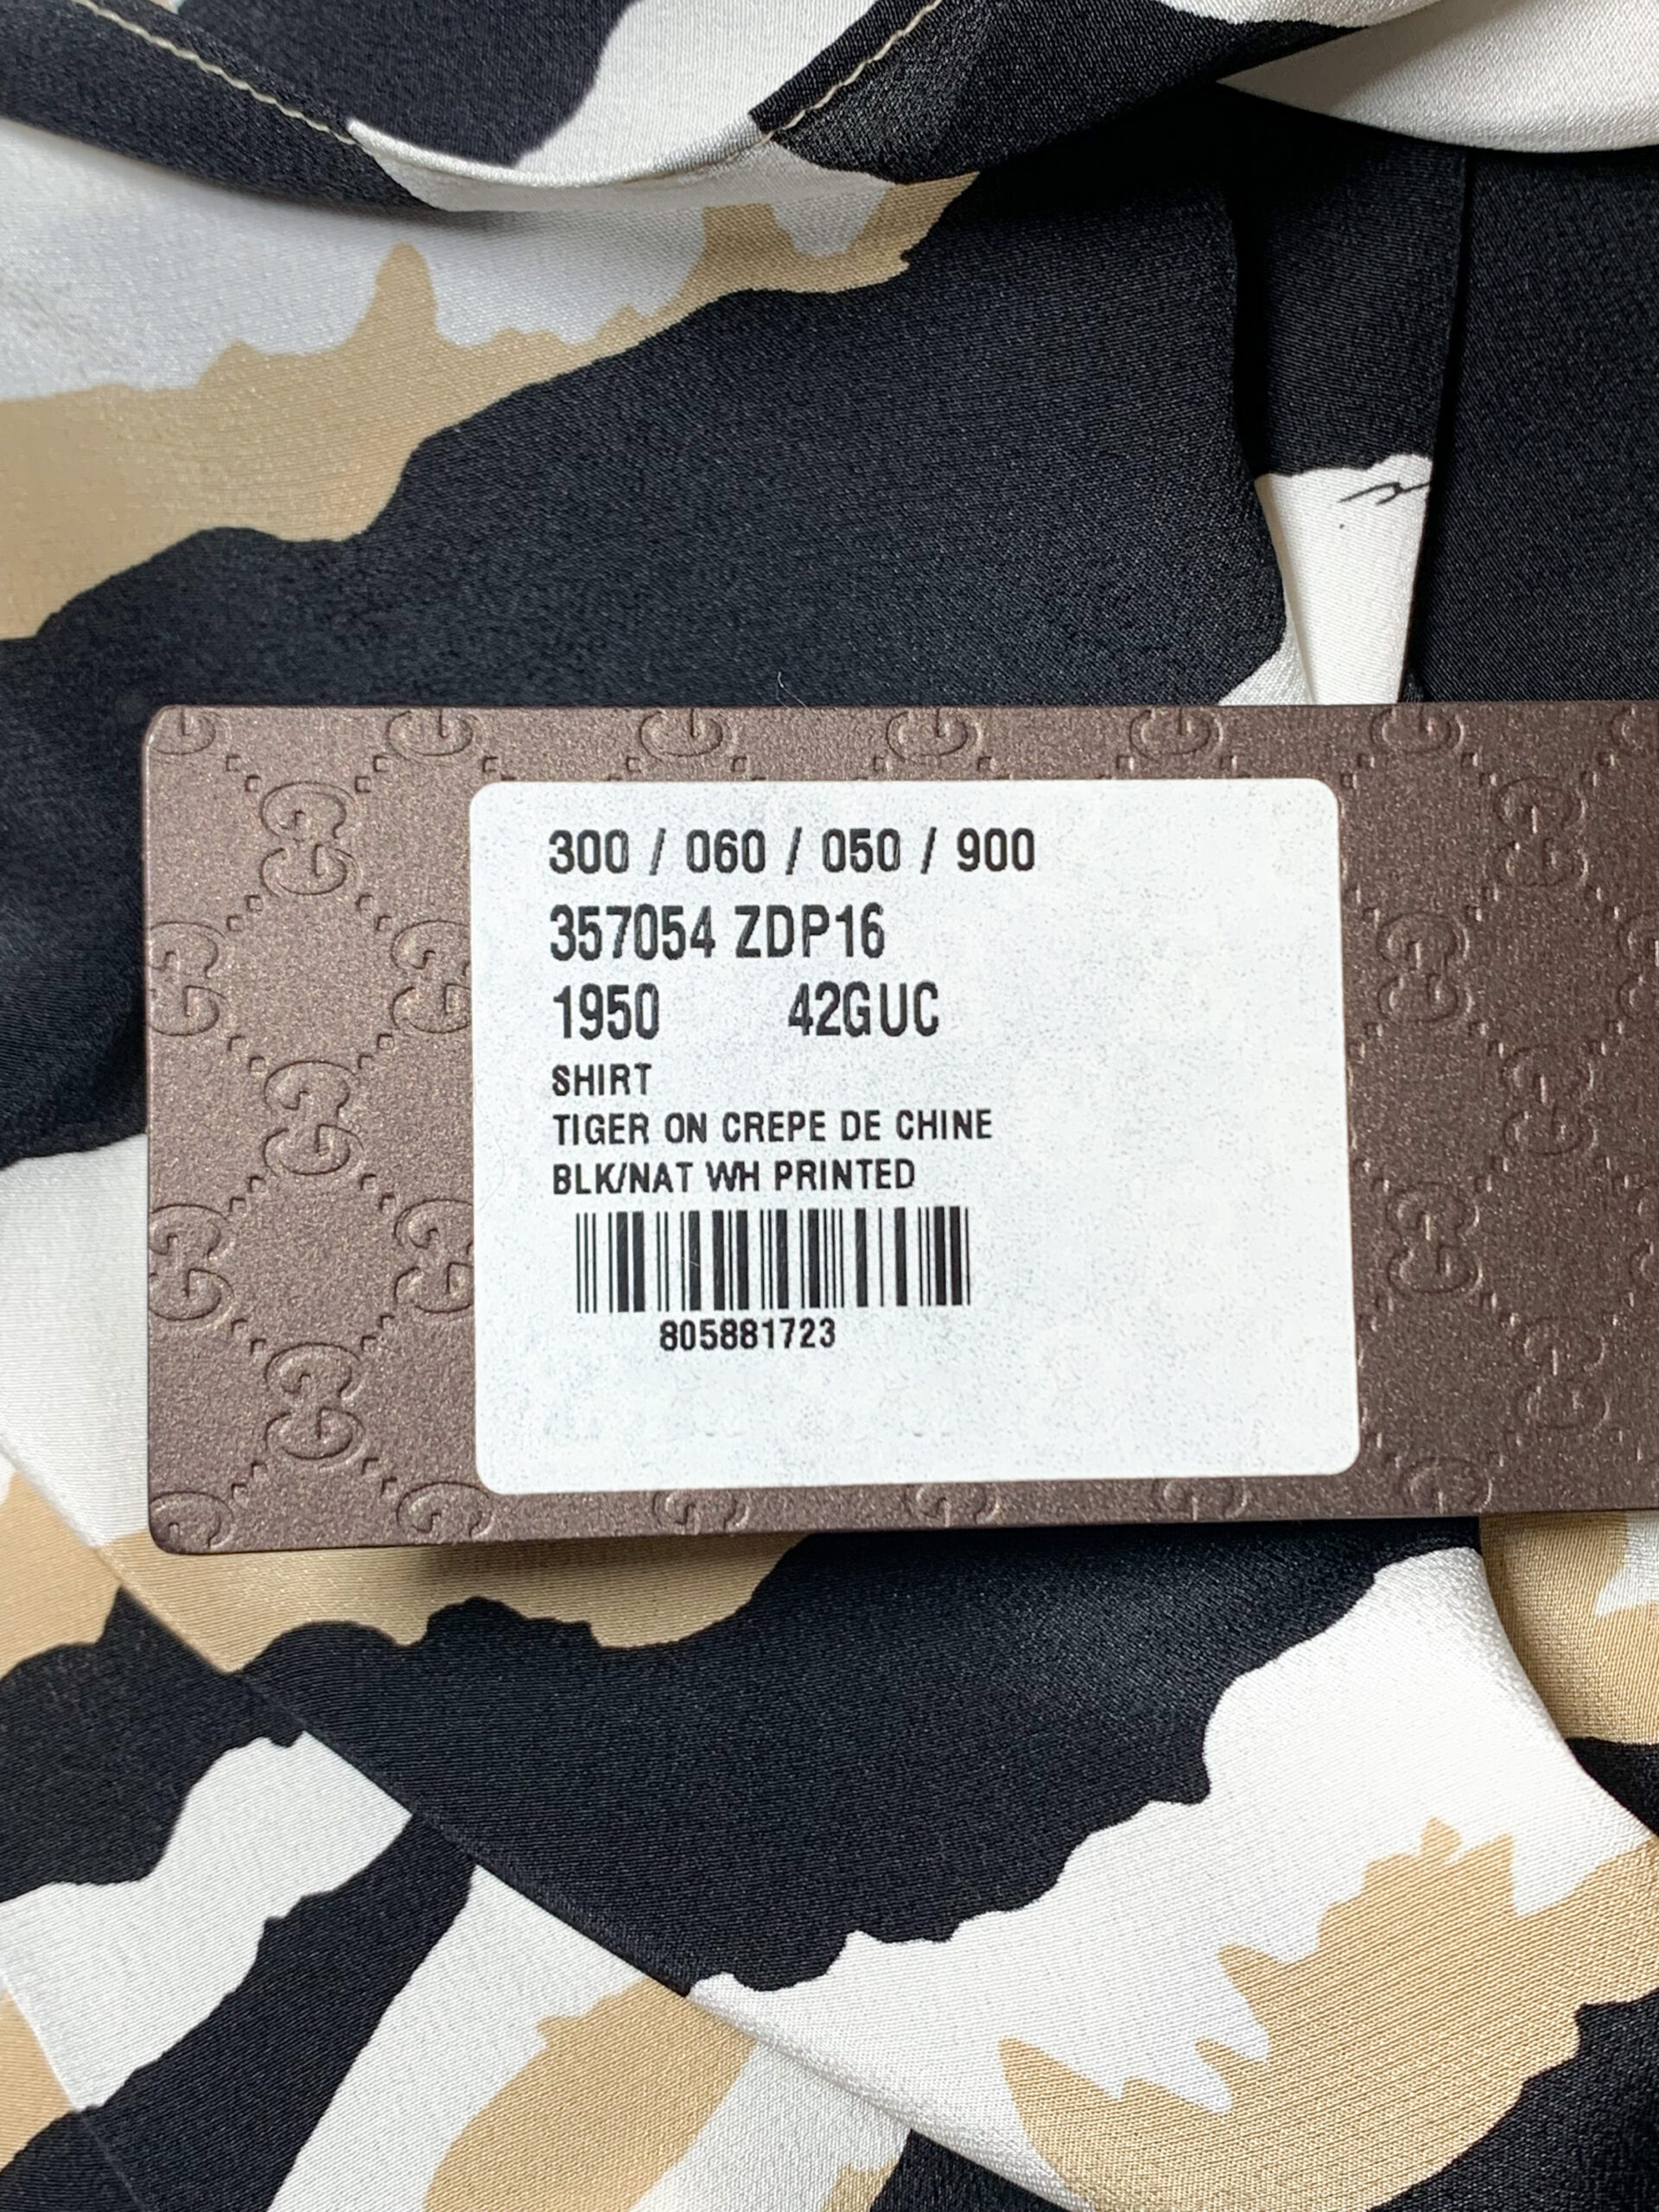 300 / 060 / 050 / 900
357054 ZDP16
1950 42GUC
SHIRT
TIGER ON CREPE DE CHINE
BLK/NAT WH PRINTED
805881723